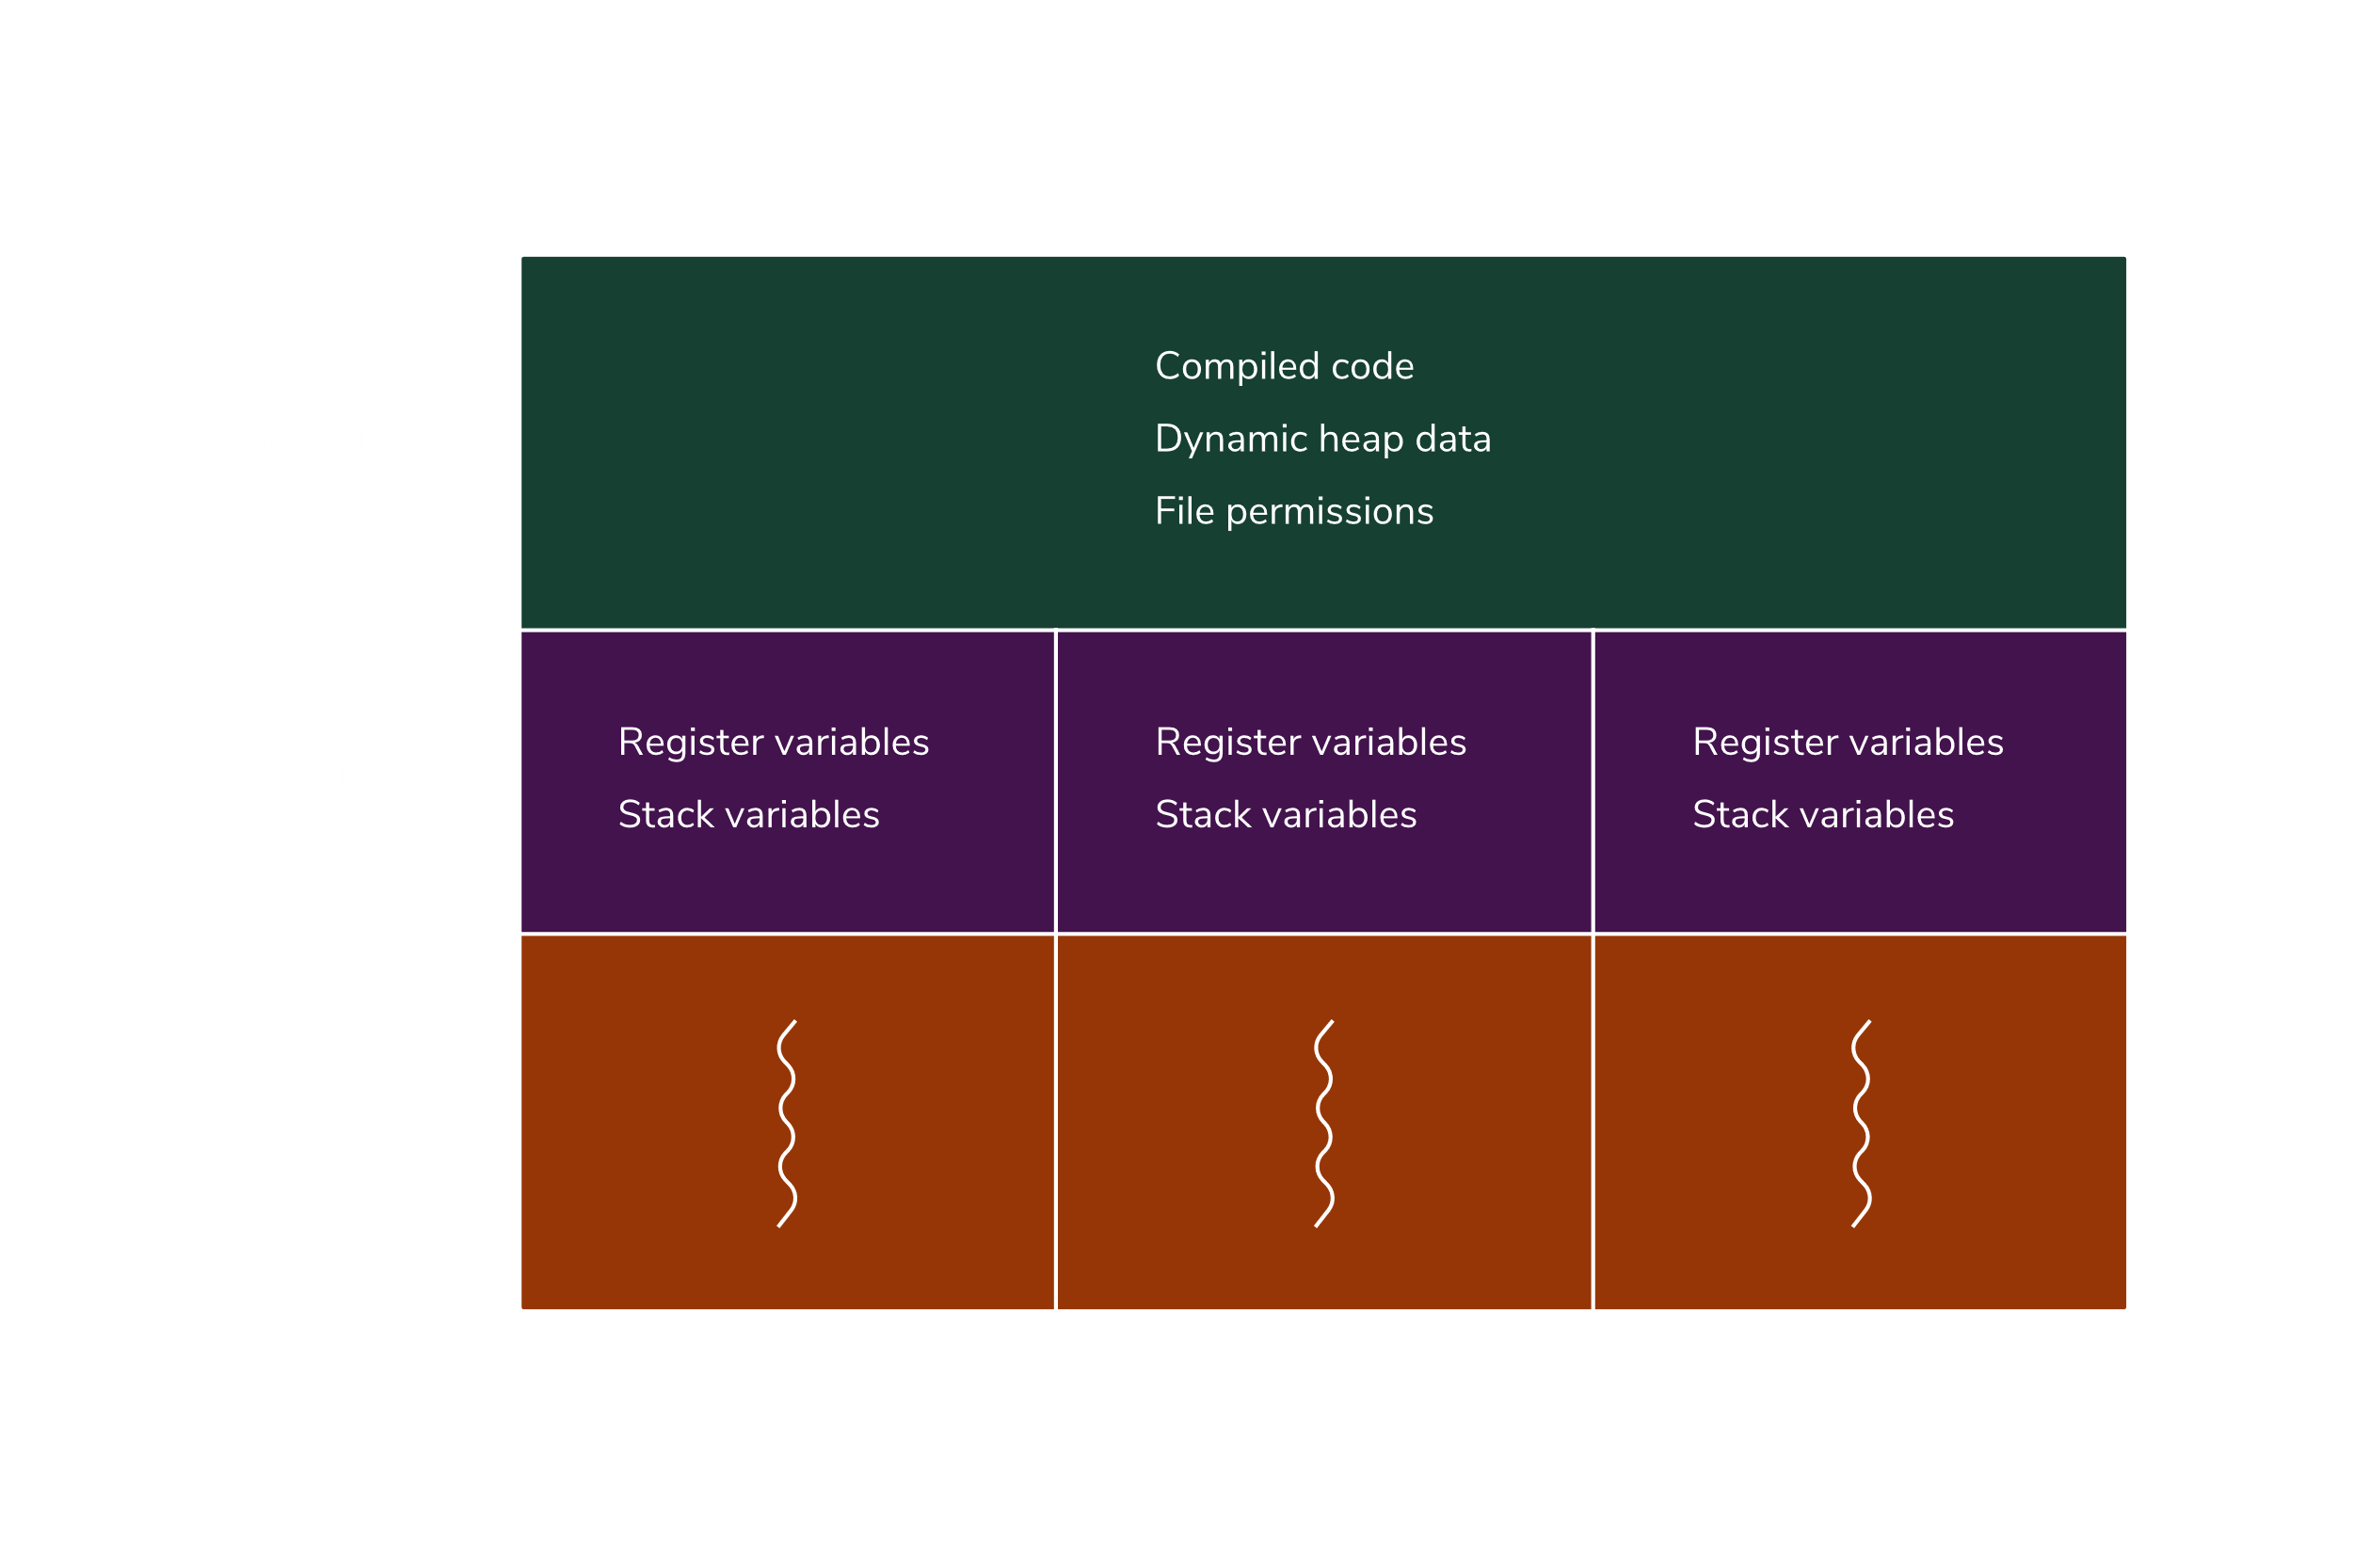 Compiled code
Dynamic heap data
File permissions
Register variables
Stack variables
Register variables
Stack variables
Register variables
Stack variables